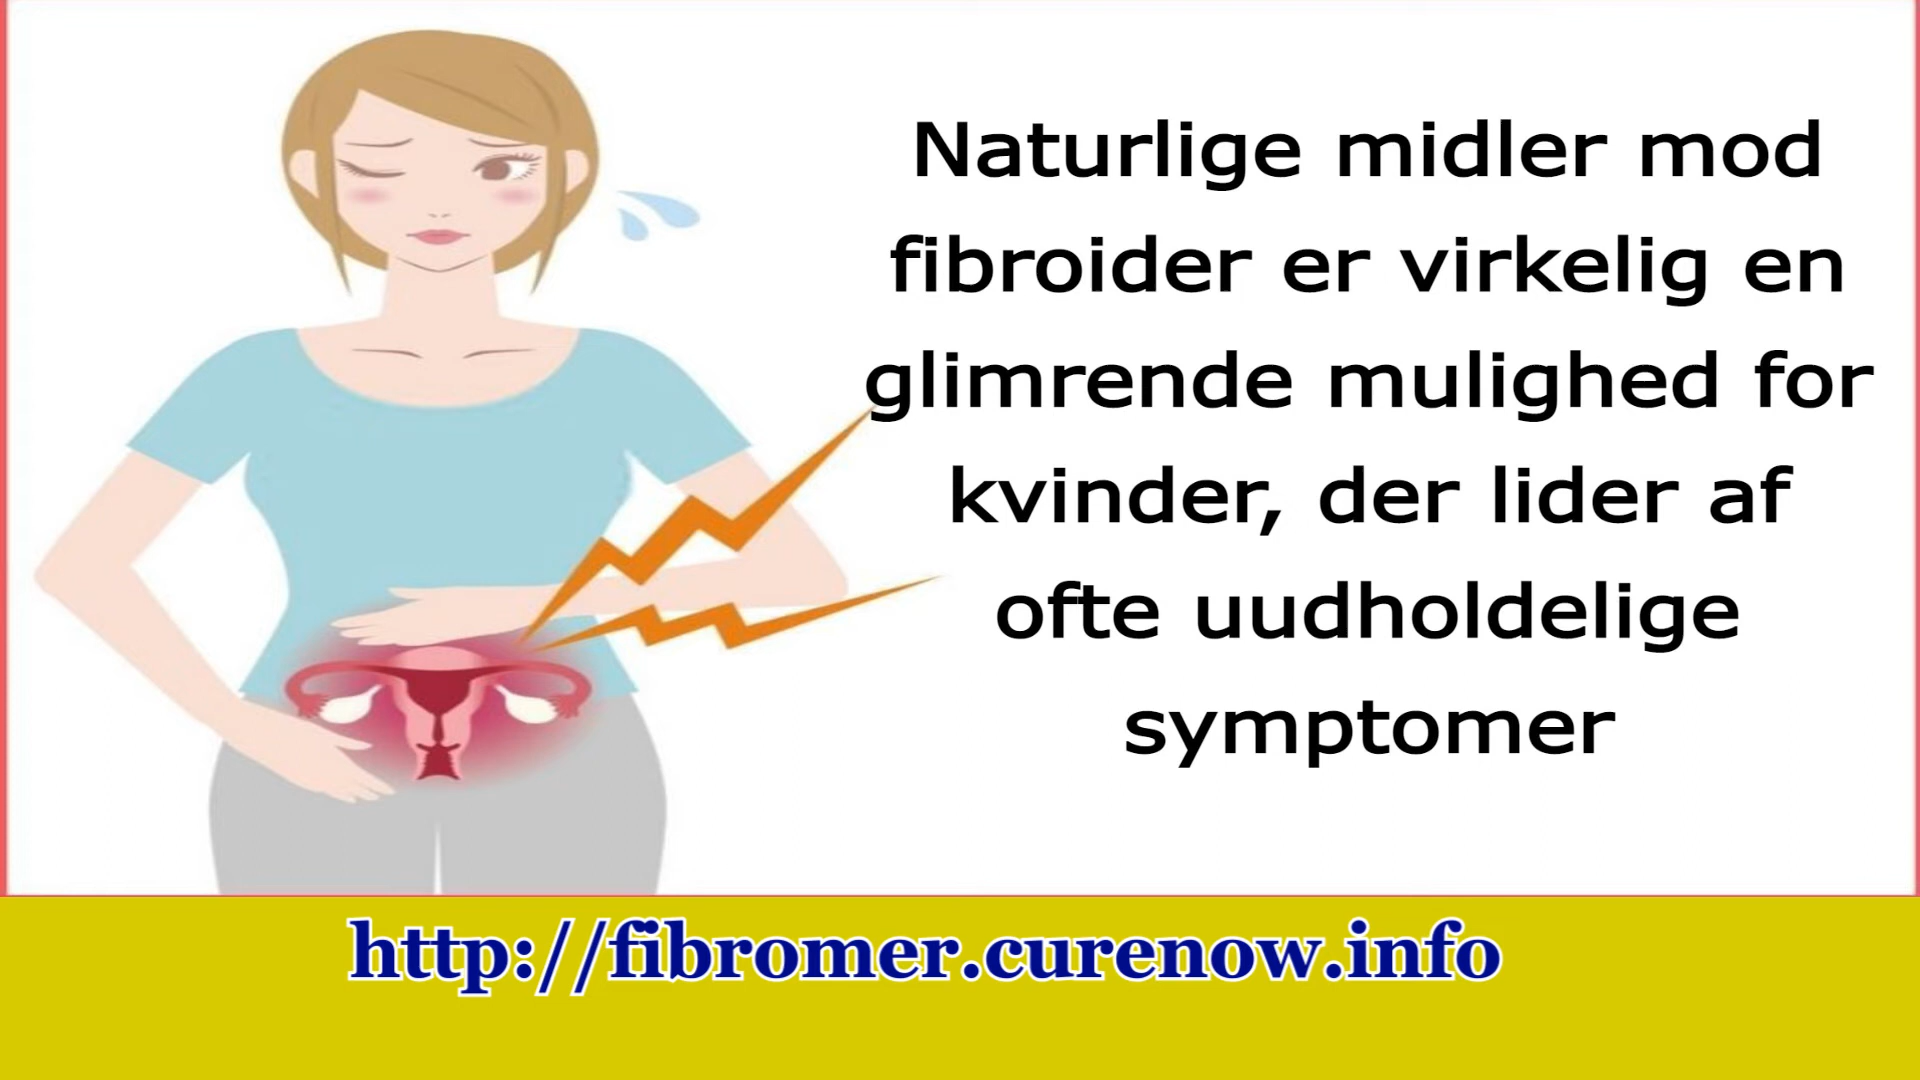 Naturlige midler mod
fibroider er virkelig en
glimrende mulighed for
kvinder, der lider af
ofte uudholdelige
symptomer
http://fibromer.curenow.info